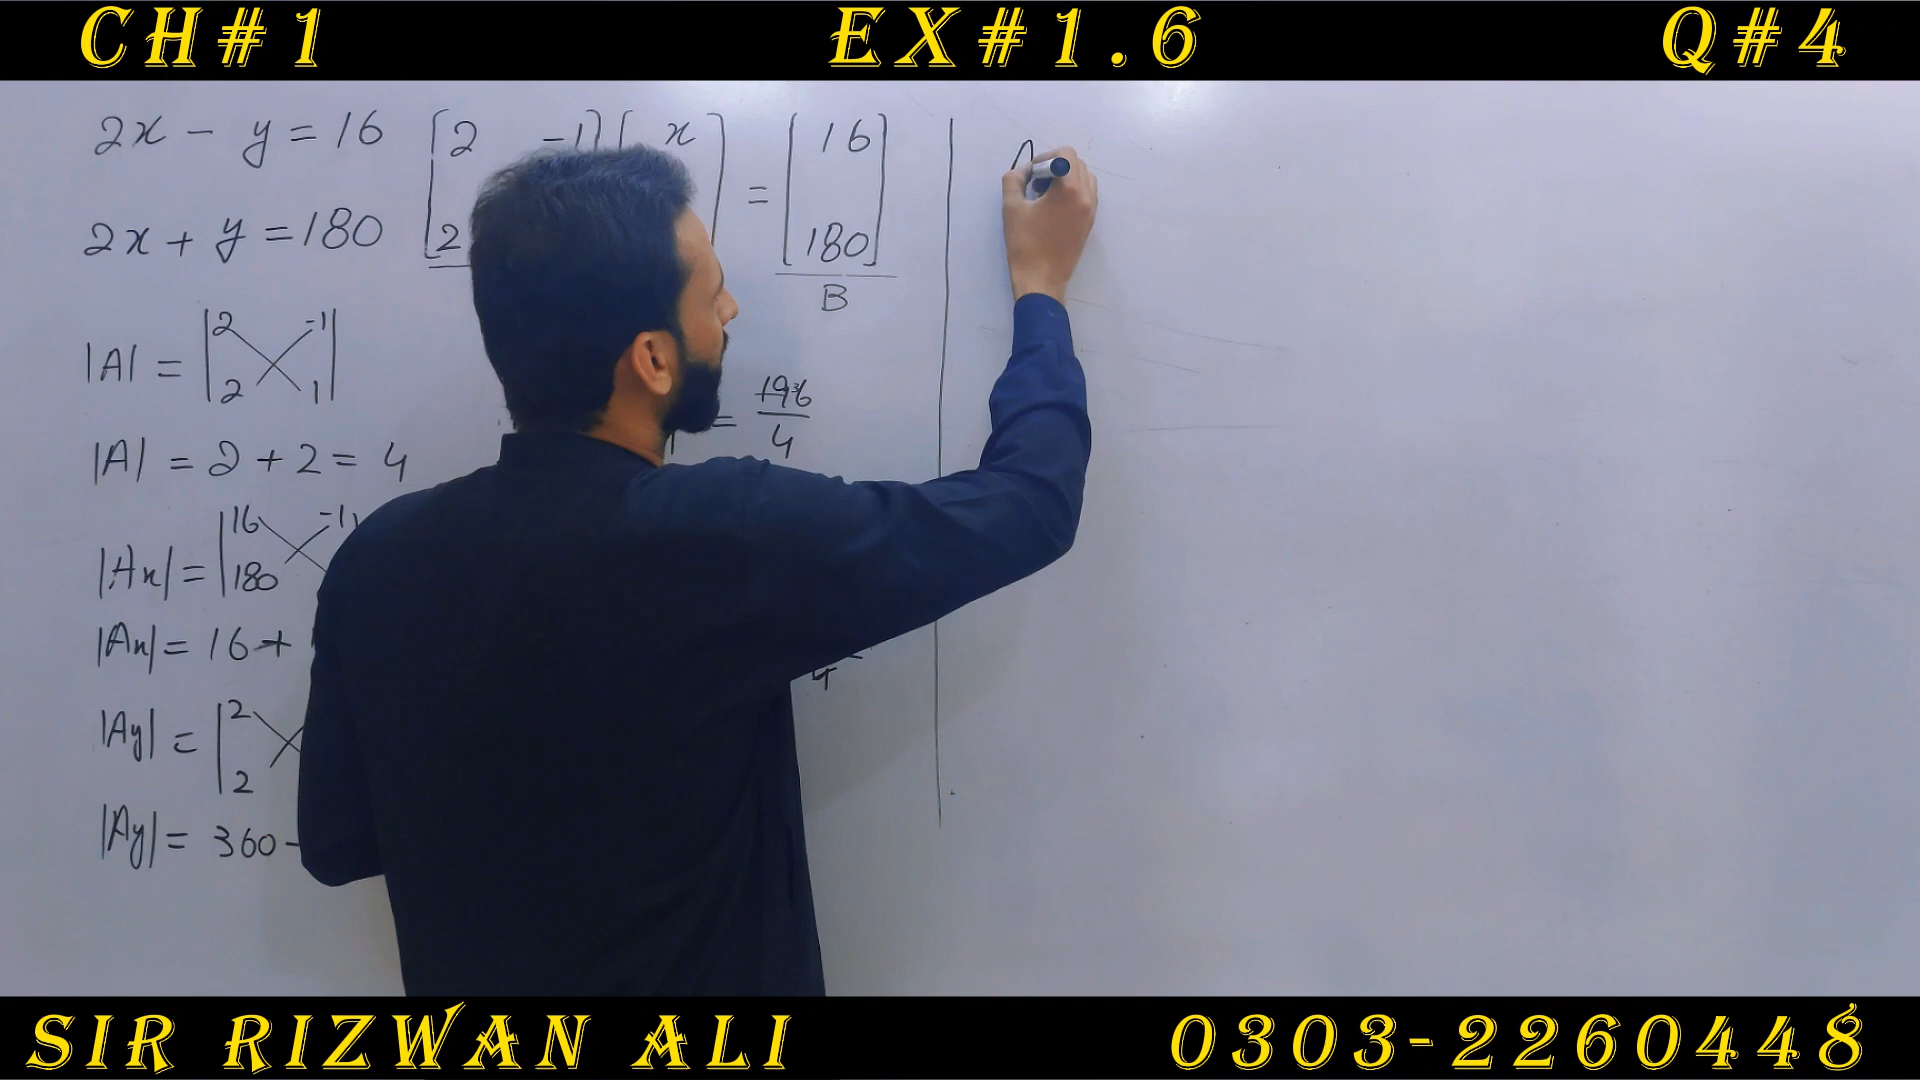 CH#1 EX#1.6 Q#4
2x - y = 16 [2 -1] [x] = [16]
2x + y = 180 [2 [180]
B
|A| = |2 -1|
|2 1|
|A| = 2 + 2 = 4
= 196/4
|Ax| = |16 -1|
|180
|Ax| = 16 +
4
|Ay| = |2
|2
|Ay| = 360 -
SIR RIZWAN ALI 0303-2260448